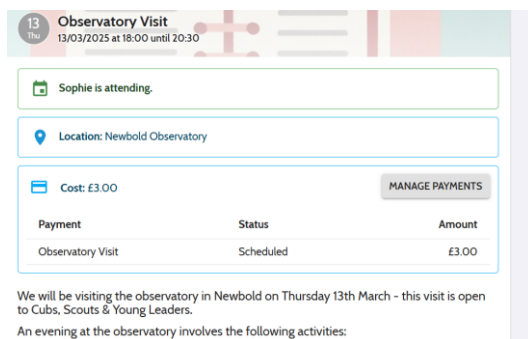 13 Observatory Visit
Thu 13/03/2025 at 18:00 until 20:30
Sophie is attending.
Location: Newbold Observatory
Cost: £3.00 MANAGE PAYMENTS
Payment Status Amount
Observatory Visit Scheduled £3.00
We will be visiting the observatory in Newbold on Thursday 13th March - this visit is open
to Cubs, Scouts & Young Leaders.
An evening at the observatory involves the following activities: